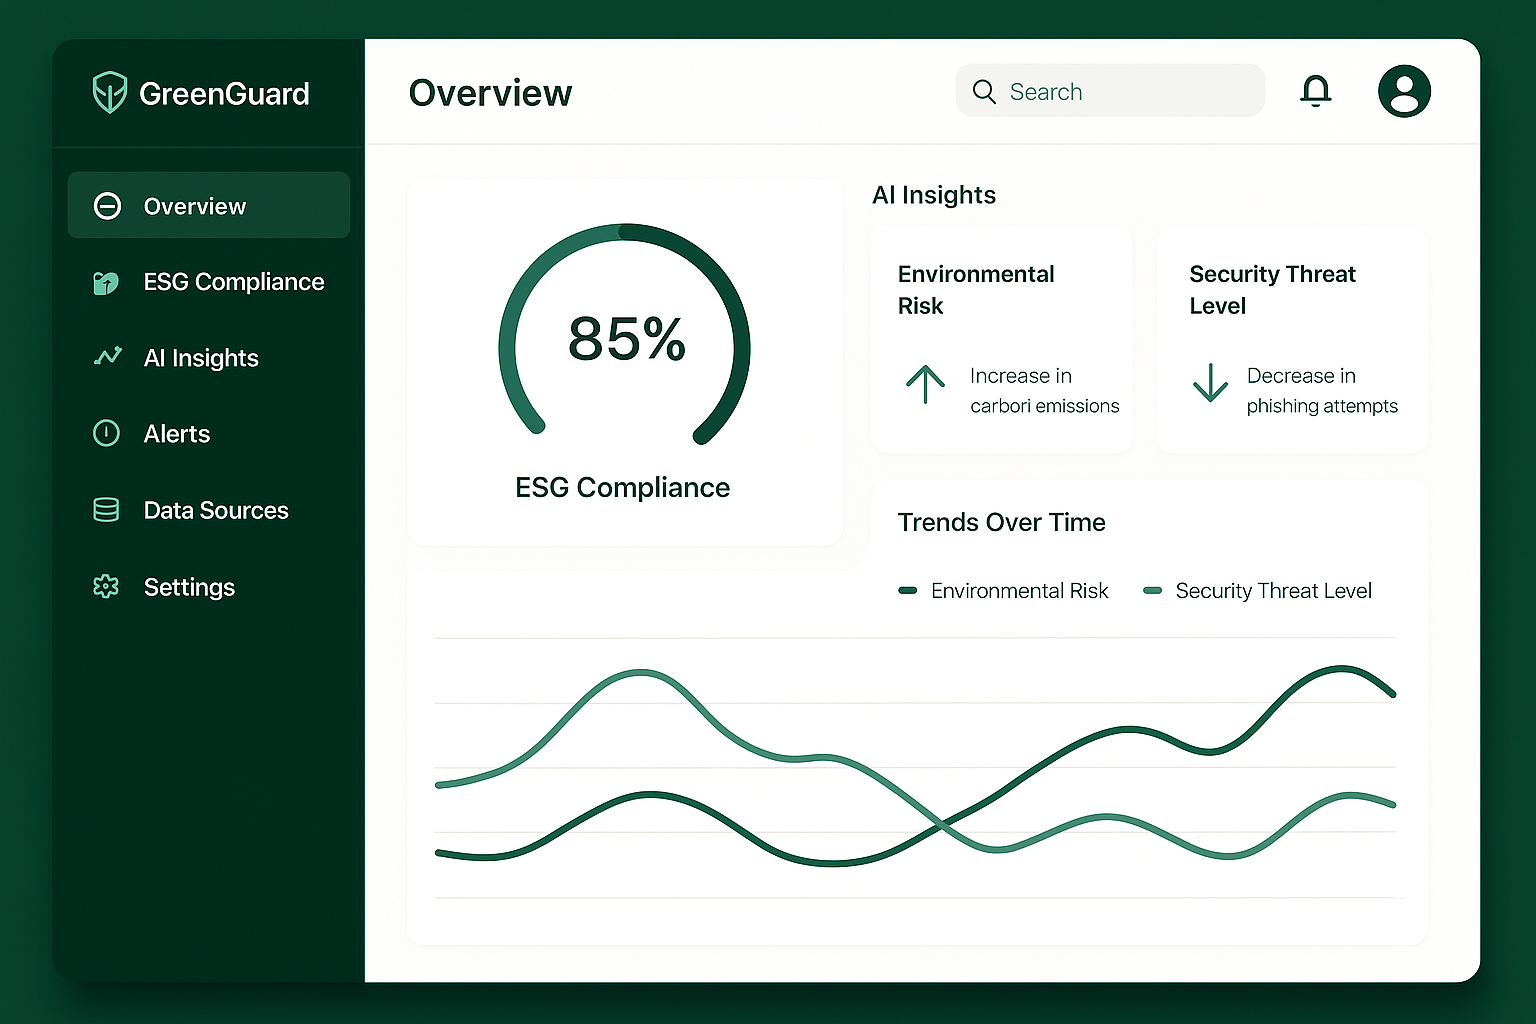 GreenGuard
Overview
ESG Compliance
AI Insights
Alerts
Data Sources
Settings
Overview
Search
85%
ESG Compliance
AI Insights
Environmental
Risk
Increase in
carbori emissions
Security Threat
Level
Decrease in
phishing attempts
Trends Over Time
Environmental Risk
Security Threat Level